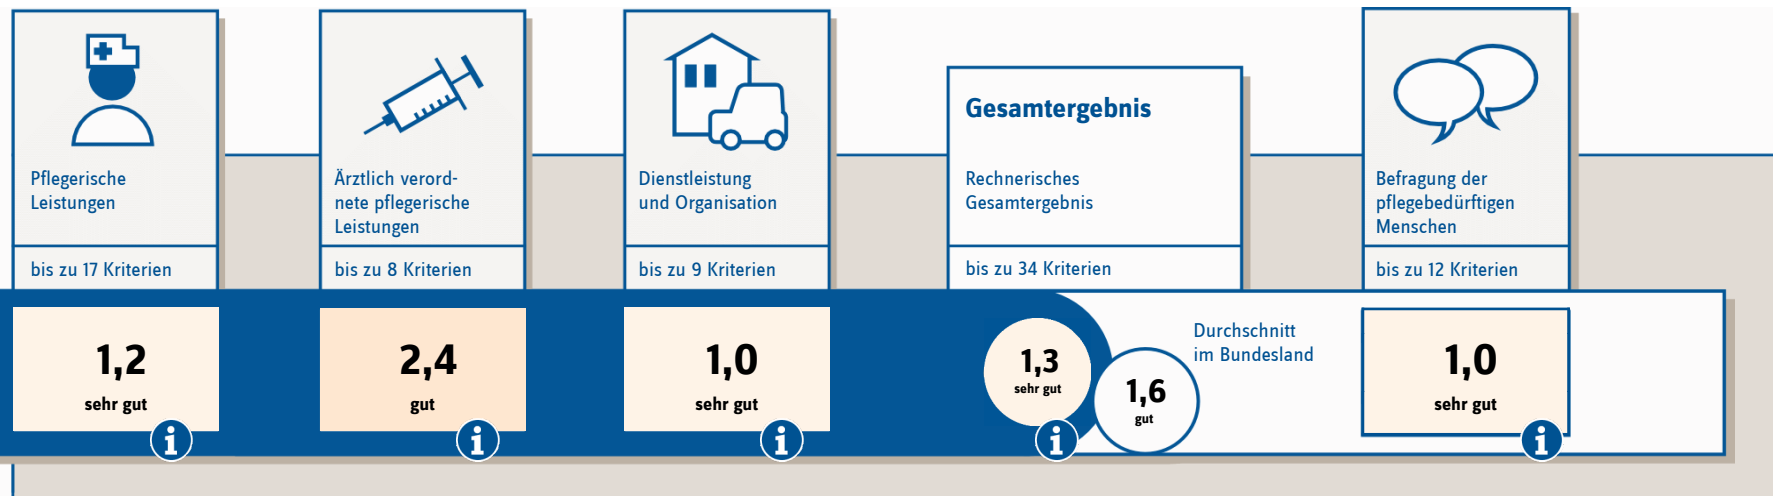 Pflegerische
Leistungen
bis zu 17 Kriterien
1,2
sehr gut
i
Ärztlich verord-
nete pflegerische
Leistungen
bis zu 8 Kriterien
2,4
gut
i
Dienstleistung
und Organisation
bis zu 9 Kriterien
1,0
sehr gut
i
Gesamtergebnis
Rechnerisches
Gesamtergebnis
bis zu 34 Kriterien
1,3
sehr gut
i
1,6
gut
Durchschnitt
im Bundesland
Befragung der
pflegebedürftigen
Menschen
bis zu 12 Kriterien
1,0
sehr gut
i